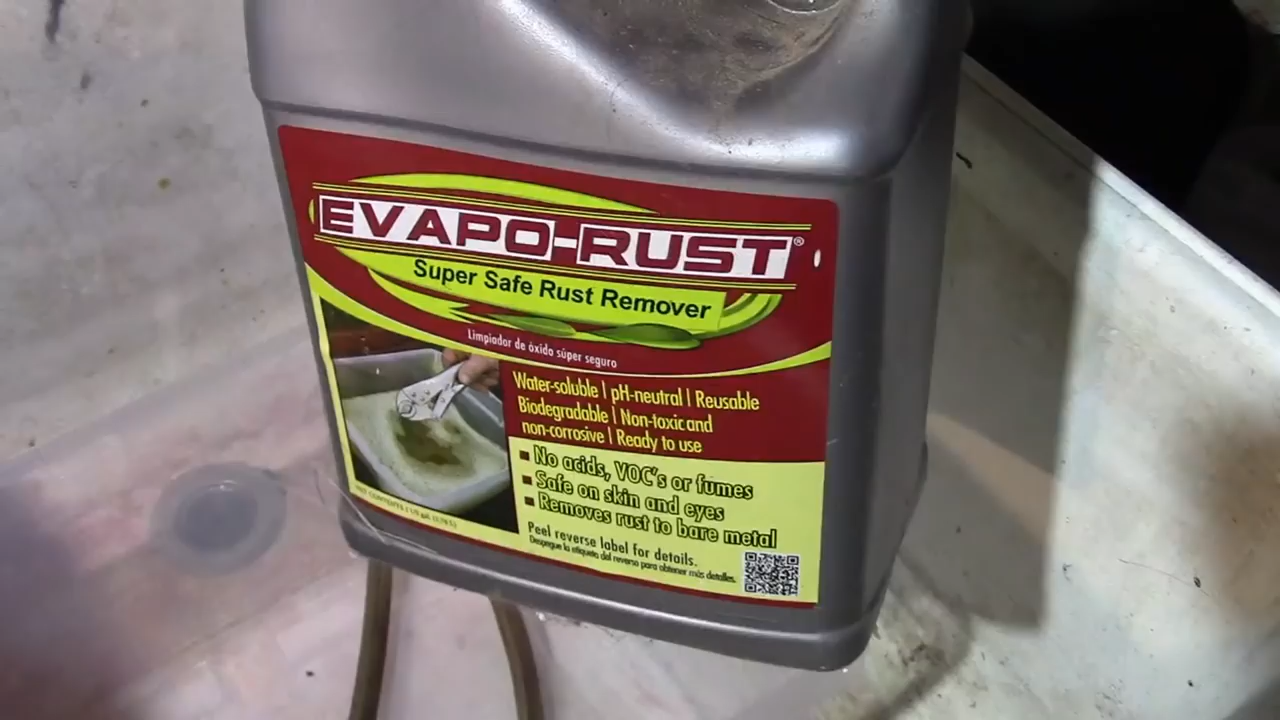 EVAPO-RUST®
Super Safe Rust Remover
Limpiador de óxido súper seguro
Water-soluble | pH-neutral | Reusable
Biodegradable | Non-toxic and
non-corrosive | Ready to use
No acids, VOC's or fumes
Safe on skin and eyes
Removes rust to bare metal
Peel reverse label for details.
Despegue la etiqueta del reverso para obtener más detalles.
NET CONTENTS